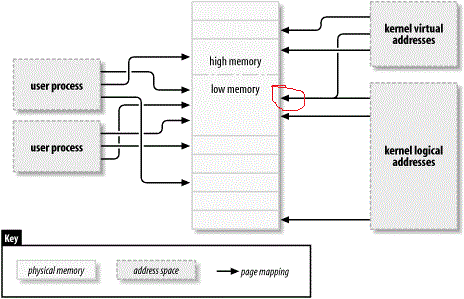 high memory
low memory
user process
user process
kernel virtual
addresses
kernel logical
addresses
Key
physical memory
address space
page mapping